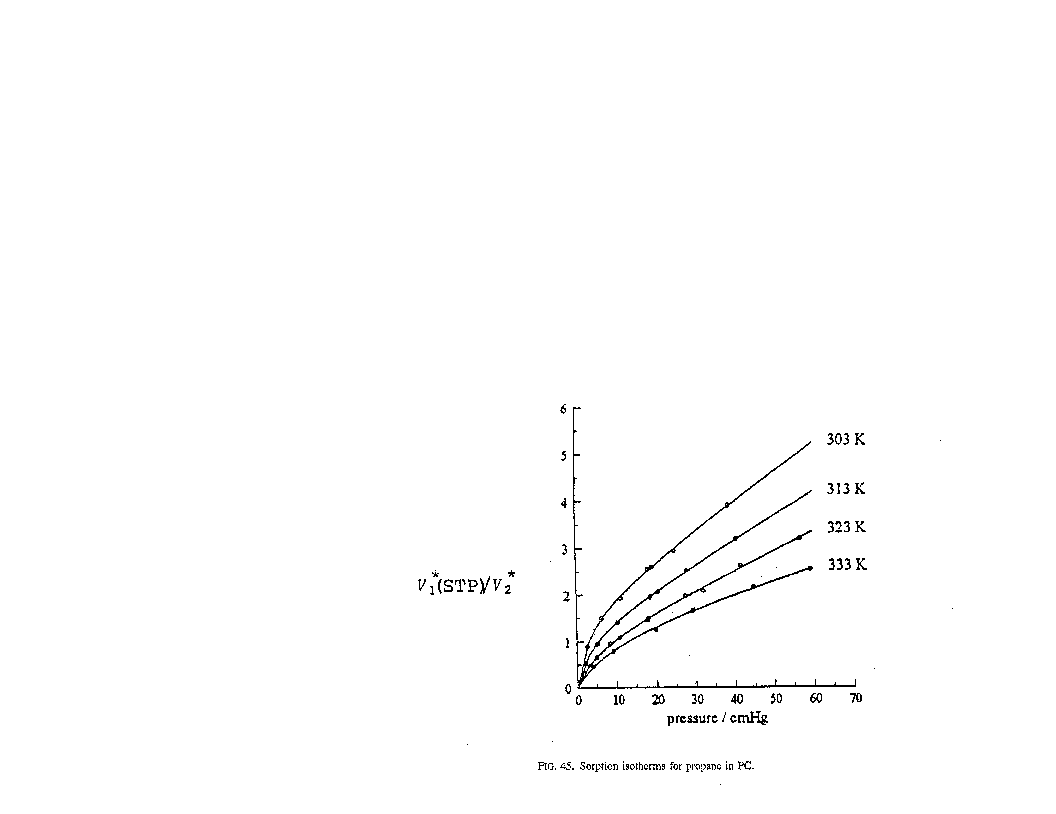 6
303 K
5
313 K
4
323 K
3
333 K
V₁*(STP)/V₂*
2
1
0
0 10 20 30 40 50 60 70
pressure / cmHg
FIG. 45. Sorption isotherms for propane in PC.